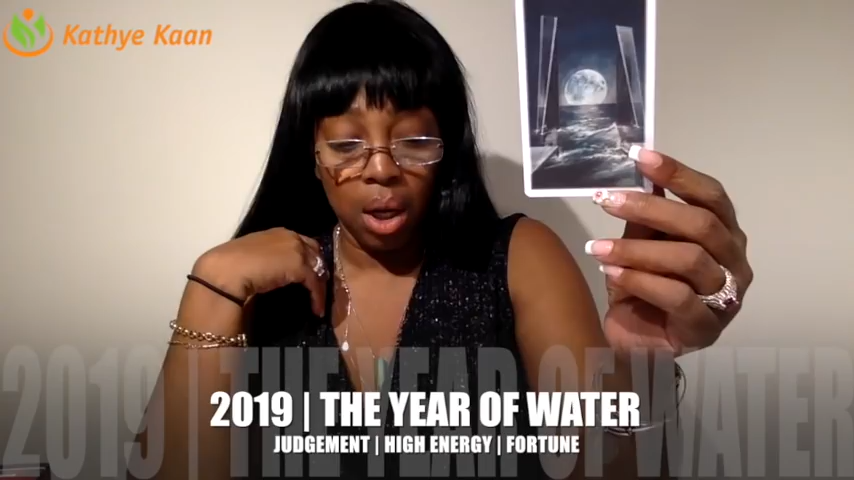 Kathye Kaan
2019 | THE YEAR OF WATER
2019 | THE YEAR OF WATER
JUDGEMENT | HIGH ENERGY | FORTUNE